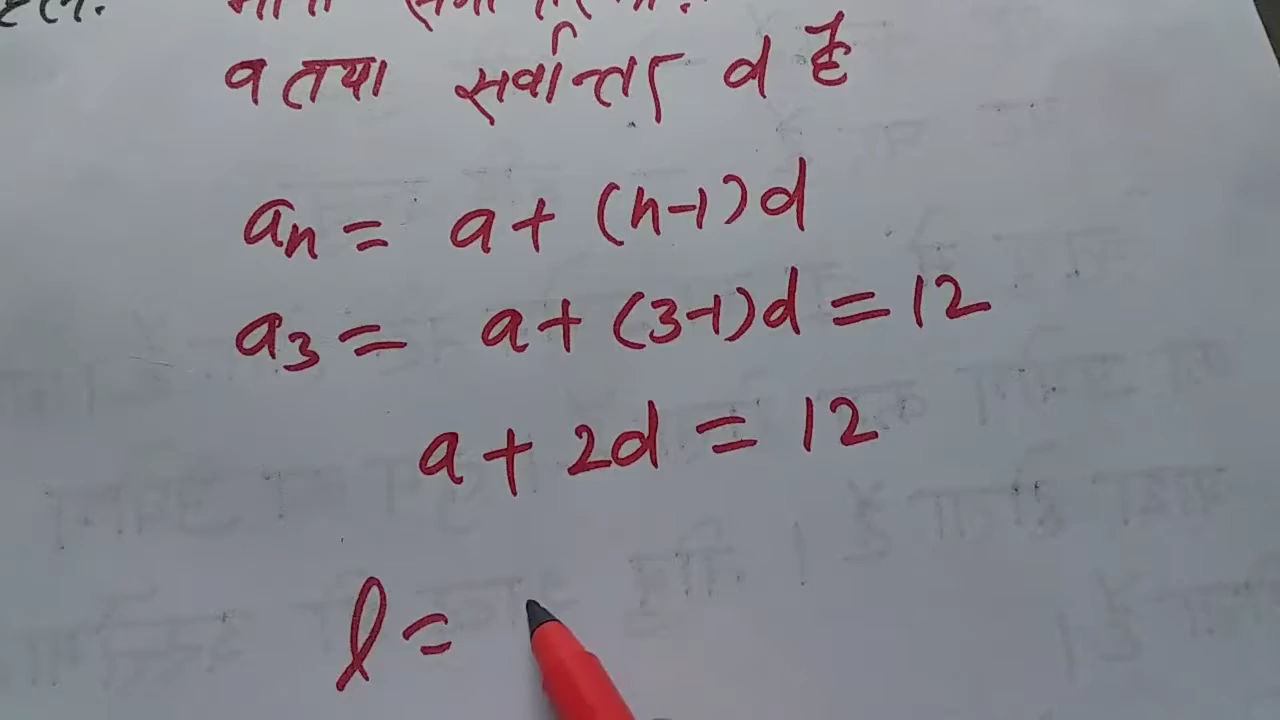 व तथा सर्वान्तर d है
an = a + (n-1)d
a3 = a + (3-1)d = 12
a + 2d = 12
l =